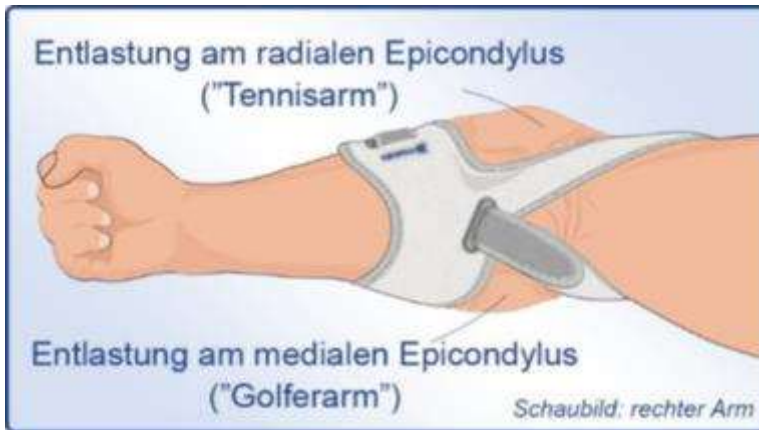 Entlastung am radialen Epicondylus
("Tennisarm")
Entlastung am medialen Epicondylus
("Golferarm")
Schaubild: rechter Arm